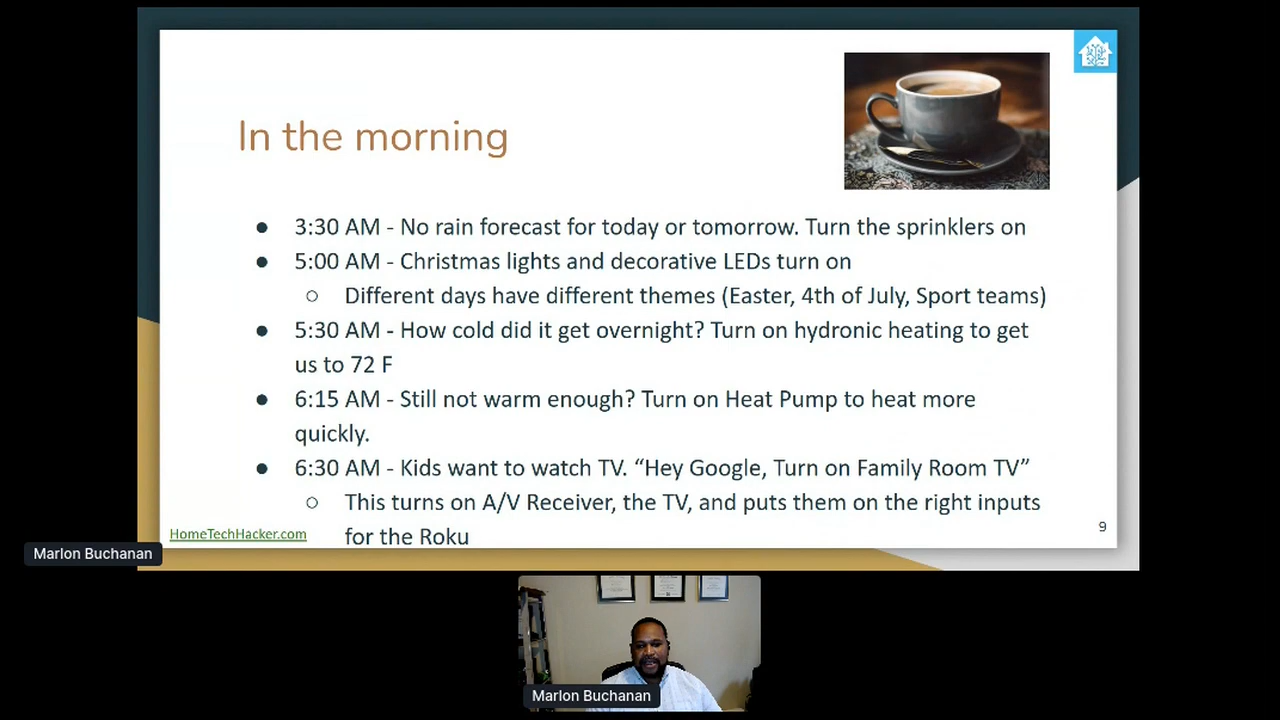 In the morning
● 3:30 AM - No rain forecast for today or tomorrow. Turn the sprinklers on
● 5:00 AM - Christmas lights and decorative LEDs turn on
○ Different days have different themes (Easter, 4th of July, Sport teams)
● 5:30 AM - How cold did it get overnight? Turn on hydronic heating to get
us to 72 F
● 6:15 AM - Still not warm enough? Turn on Heat Pump to heat more
quickly.
● 6:30 AM - Kids want to watch TV. “Hey Google, Turn on Family Room TV”
○ This turns on A/V Receiver, the TV, and puts them on the right inputs
for the Roku
HomeTechHacker.com
9
Marlon Buchanan
Marlon Buchanan